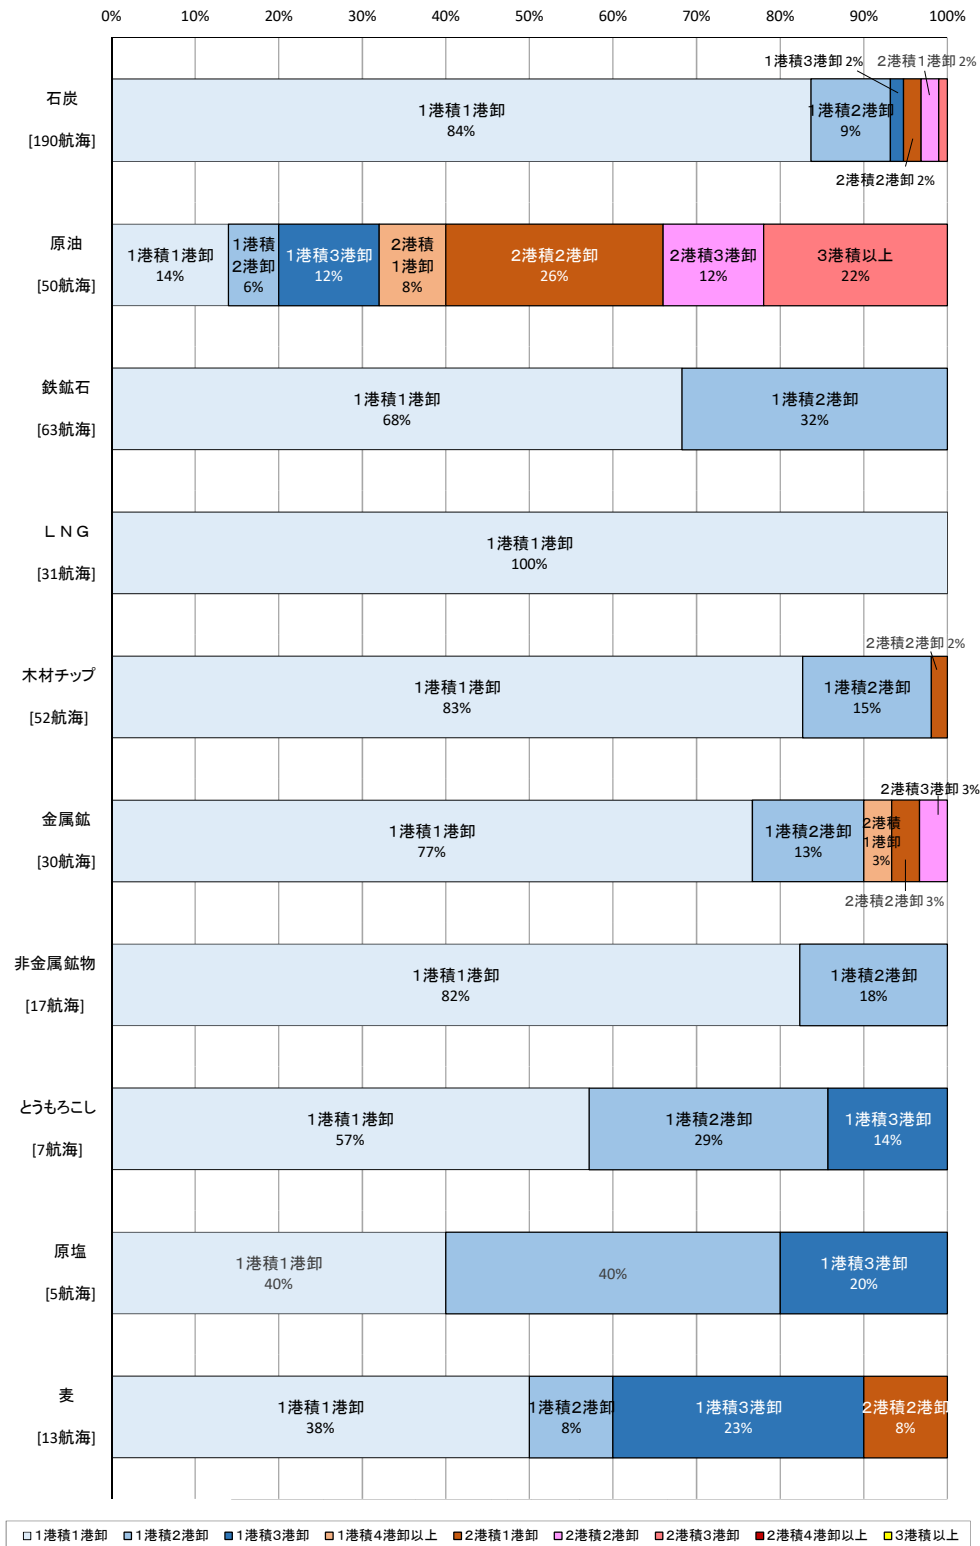 0% 10% 20% 30% 40% 50% 60% 70% 80% 90% 100%
1港積3港卸 2% 2港積1港卸 2%
石炭
[190航海]
1港積1港卸
84%
1港積2港卸
9%
2港積2港卸 2%
原油
[50航海]
1港積1港卸
14%
1港積
2港卸
6%
1港積3港卸
12%
2港積
1港卸
8%
2港積2港卸
26%
2港積3港卸
12%
3港積以上
22%
鉄鉱石
[63航海]
1港積1港卸
68%
1港積2港卸
32%
LNG
[31航海]
1港積1港卸
100%
2港積2港卸 2%
木材チップ
[52航海]
1港積1港卸
83%
1港積2港卸
15%
2港積3港卸 3%
金属鉱
[30航海]
1港積1港卸
77%
1港積2港卸
13%
2港積
1港卸
3%
2港積2港卸 3%
非金属鉱物
[17航海]
1港積1港卸
82%
1港積2港卸
18%
とうもろこし
[7航海]
1港積1港卸
57%
1港積2港卸
29%
1港積3港卸
14%
原塩
[5航海]
1港積1港卸
40%
40%
1港積3港卸
20%
麦
[13航海]
1港積1港卸
38%
1港積2港卸
8%
1港積3港卸
23%
2港積2港卸
8%
1港積1港卸 1港積2港卸 1港積3港卸 1港積4港卸以上 2港積1港卸 2港積2港卸 2港積3港卸 2港積4港卸以上 3港積以上